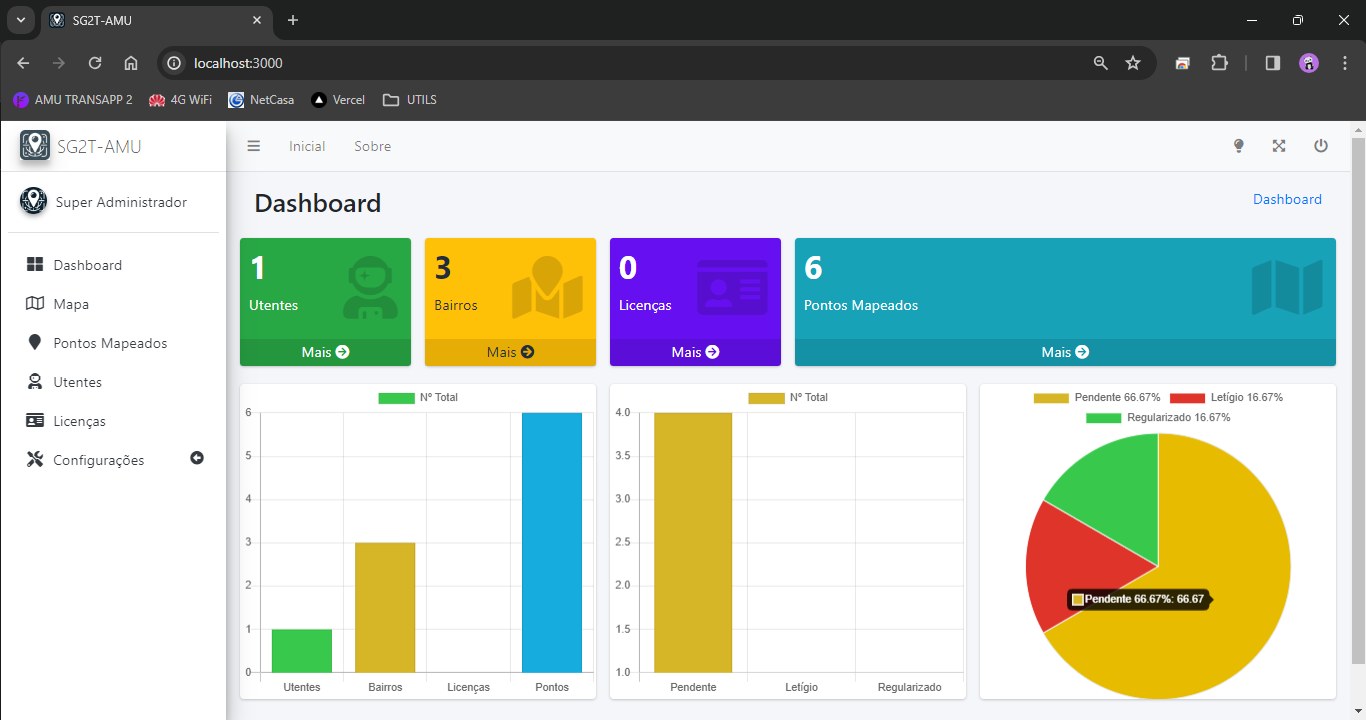 SG2T-AMU
localhost:3000
AMU TRANSAPP 2
4G WiFi
NetCasa
Vercel
UTILS
SG2T-AMU
Inicial
Sobre
Super Administrador
Dashboard
Mapa
Pontos Mapeados
Utentes
Licenças
Configurações
Dashboard
Dashboard
1
Utentes
Mais
3
Bairros
Mais
0
Licenças
Mais
6
Pontos Mapeados
Mais
Nº Total
6
5
4
3
2
1
0
Utentes Bairros Licenças Pontos
Nº Total
4.0
3.5
3.0
2.5
2.0
1.5
1.0
Pendente Letígio Regularizado
Pendente 66.67% Letígio 16.67%
Regularizado 16.67%
Pendente 66.67%: 66.67